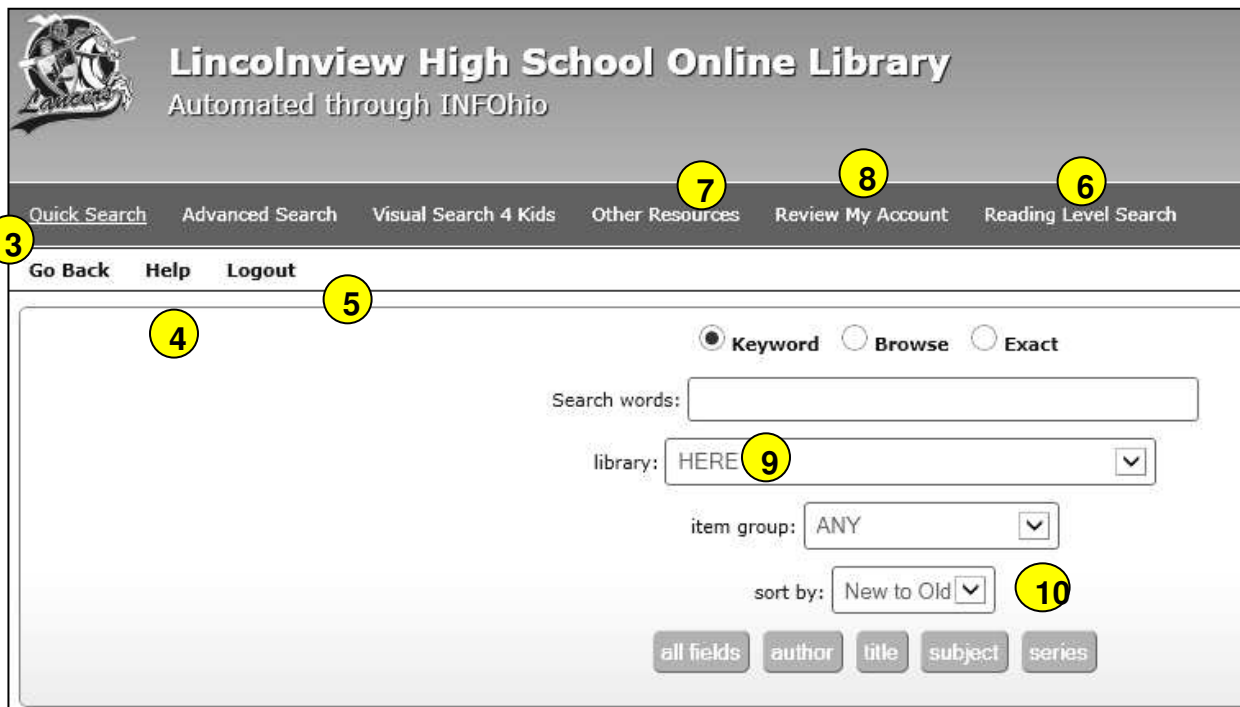 Lancers
Lincolnview High School Online Library
Automated through INFOhio
7 8 6
Quick Search Advanced Search Visual Search 4 Kids Other Resources Review My Account Reading Level Search
3
Go Back Help Logout
5
4
Keyword Browse Exact
Search words:
library: HERE 9
item group: ANY
sort by: New to Old 10
all fields author title subject series